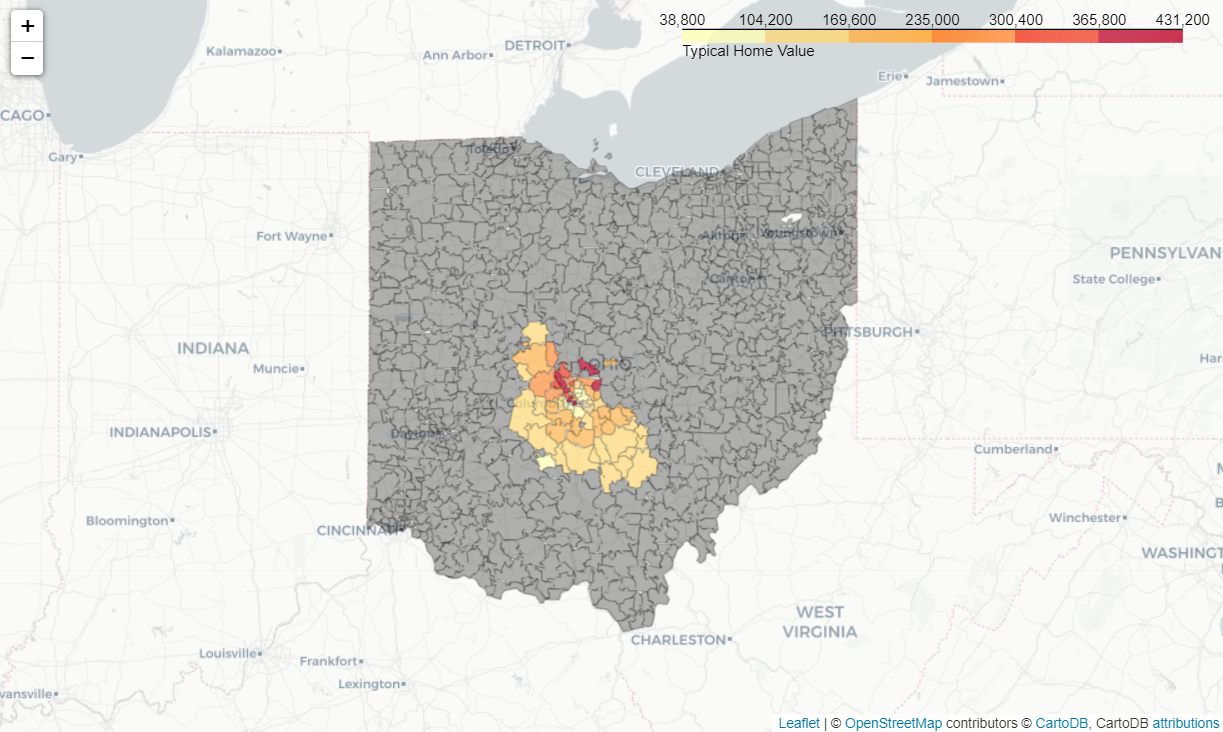 +
−
38,800 104,200 169,600 235,000 300,400 365,800 431,200
Typical Home Value
Kalamazoo
Ann Arbor
DETROIT
Erie
Jamestown
CAGO
Gary
Toledo
CLEVELAND
Fort Wayne
Akron
Youngstown
PENNSYLVAN
Canton
State College
PITTSBURGH
INDIANA
Muncie
Har
OHIO
Columbus
INDIANAPOLIS
Dayton
Cumberland
M
B
Bloomington
CINCINNATI
Winchester
WASHINGT
WEST
VIRGINIA
CHARLESTON
Louisville
Frankfort
Lexington
vansville
Leaflet | © OpenStreetMap contributors © CartoDB, CartoDB attributions